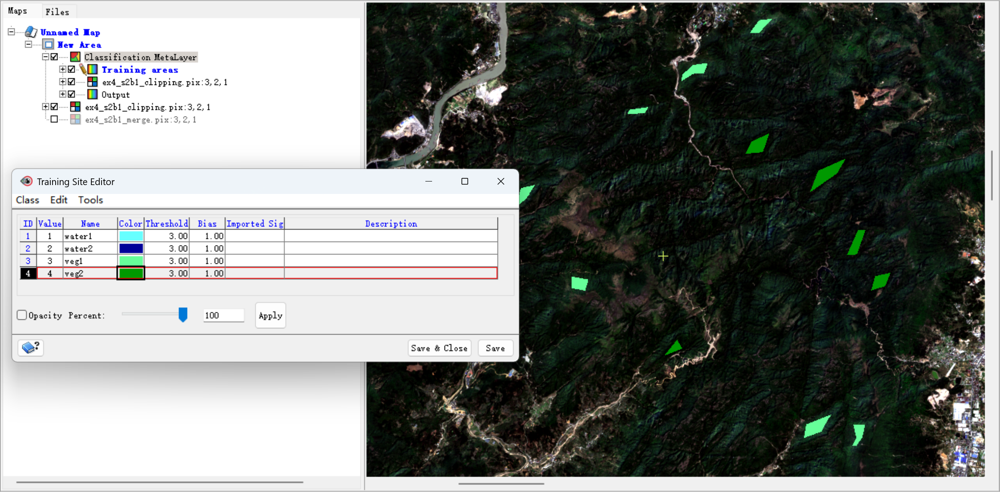 Maps Files
Unnamed Map
New Area
Classification MetaLayer
Training areas
ex4_s2b1_clipping.pix:3,2,1
Output
ex4_s2b1_clipping.pix:3,2,1
ex4_s2b1_merge.pix:3,2,1
Training Site Editor
Class Edit Tools
ID Value Name Color Threshold Bias Imported Sig Description
1 1 water1 3.00 1.00
2 2 water2 3.00 1.00
3 3 veg1 3.00 1.00
4 4 veg2 3.00 1.00
Opacity Percent: 100 Apply
? Save & Close Save